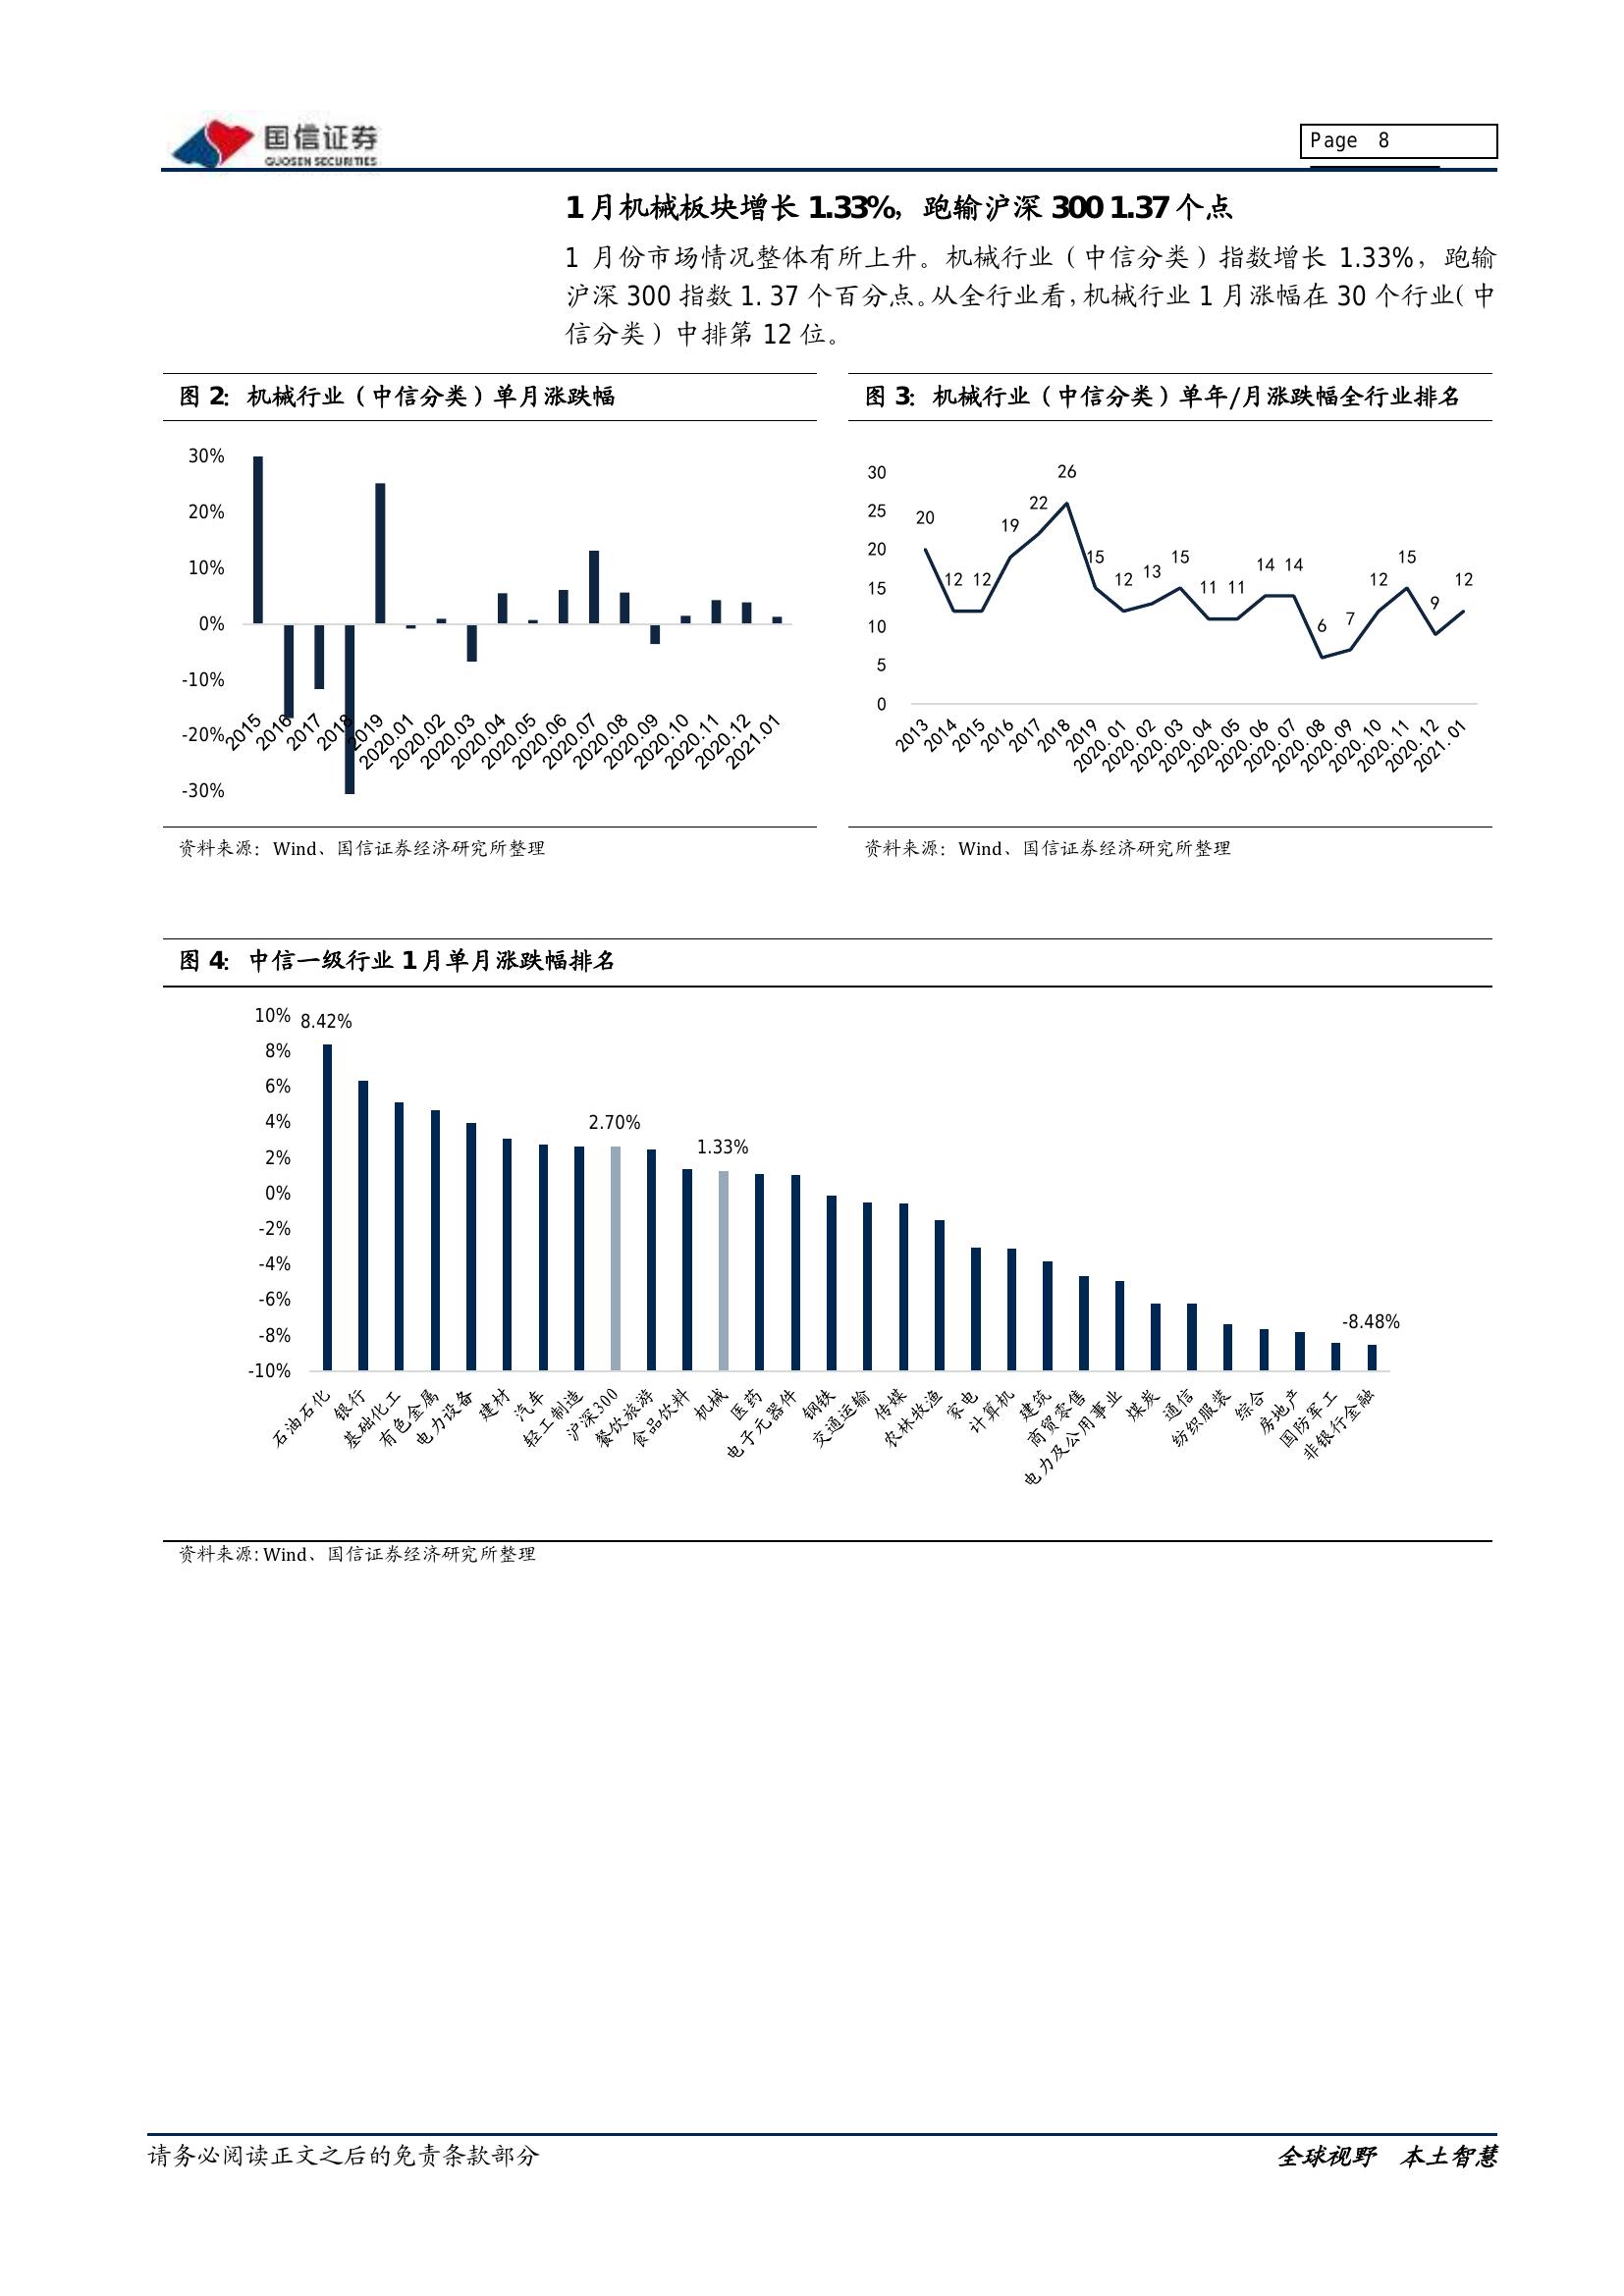 国信证券
GUOSEN SECURITIES
Page 8
1 月机械板块增长 1.33%，跑输沪深 300 1.37 个点
1 月份市场情况整体有所上升。机械行业（中信分类）指数增长 1.33%，跑输
沪深 300 指数 1. 37 个百分点。从全行业看，机械行业 1 月涨幅在 30 个行业（中
信分类）中排第 12 位。
图 2：机械行业（中信分类）单月涨跌幅
30%
20%
10%
0%
-10%
-20%
-30%
2015 2016 2017 2018 2019 2020.01 2020.02 2020.03 2020.04 2020.05 2020.06 2020.07 2020.08 2020.09 2020.10 2020.11 2020.12 2021.01
资料来源：Wind、国信证券经济研究所整理
图 3：机械行业（中信分类）单年/月涨跌幅全行业排名
30
25
20
15
10
5
0
20 12 12 19 22 26 15 12 13 15 11 11 14 14 6 7 12 15 9 12
2013 2014 2015 2016 2017 2018 2019 2020.01 2020.02 2020.03 2020.04 2020.05 2020.06 2020.07 2020.08 2020.09 2020.10 2020.11 2020.12 2021.01
资料来源：Wind、国信证券经济研究所整理
图 4：中信一级行业 1 月单月涨跌幅排名
10%
8%
6%
4%
2%
0%
-2%
-4%
-6%
-8%
-10%
8.42% 2.70% 1.33% -8.48%
石油石化 银行 基础化工 有色金属 电力设备 建材 汽车 轻工制造 沪深300 餐饮旅游 食品饮料 机械 医药 电子元器件 钢铁 交通运输 传媒 农林牧渔 家电 计算机 建筑 商贸零售 电力及公用事业 煤炭 通信 纺织服装 综合 房地产 国防军工 非银行金融
资料来源: Wind、国信证券经济研究所整理
请务必阅读正文之后的免责条款部分
全球视野 本土智慧